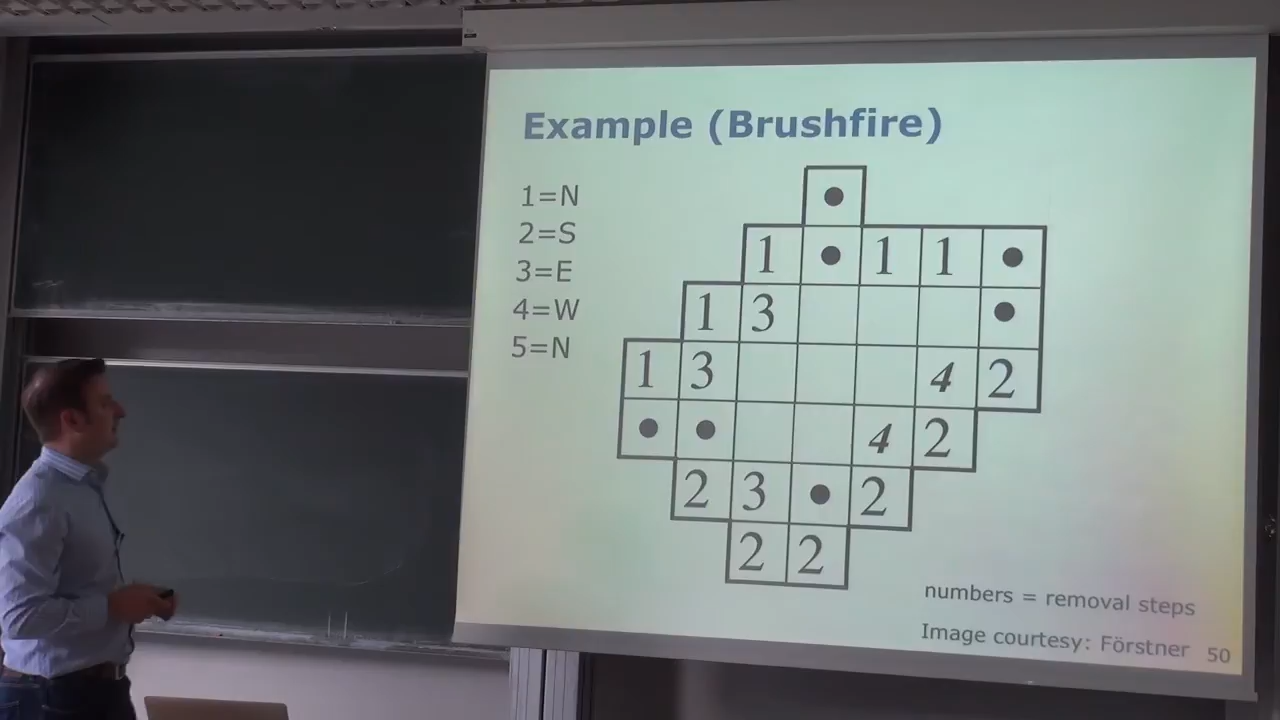 Example (Brushfire)
1=N
2=S
3=E
4=W
5=N
●
1 ● 1 1 ●
1 3 ●
1 3 4 2
● ● 4 2
2 3 ● 2
2 2
numbers = removal steps
Image courtesy: Förstner 50